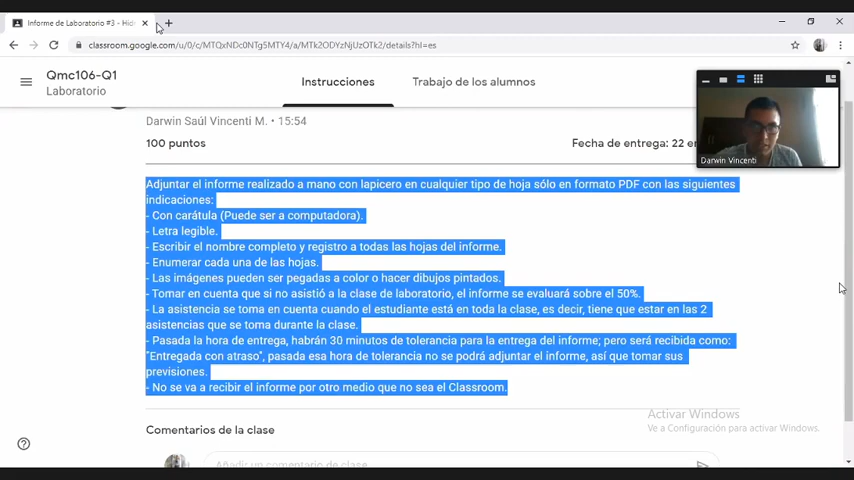 Informe de Laboratorio #3 - Hid
classroom.google.com/u/0/c/MTQxNDc0NTg5MTY4/a/MTk2ODYzNjUzOTk2/details?hl=es
Qmc106-Q1
Laboratorio
Instrucciones
Trabajo de los alumnos
Darwin Saúl Vincenti M. • 15:54
100 puntos
Fecha de entrega: 22 en
Darwin Vincenti
Adjuntar el informe realizado a mano con lapicero en cualquier tipo de hoja sólo en formato PDF con las siguientes
indicaciones:
- Con carátula (Puede ser a computadora).
- Letra legible.
- Escribir el nombre completo y registro a todas las hojas del informe.
- Enumerar cada una de las hojas.
- Las imágenes pueden ser pegadas a color o hacer dibujos pintados.
- Tomar en cuenta que si no asistió a la clase de laboratorio, el informe se evaluará sobre el 50%.
- La asistencia se toma en cuenta cuando el estudiante está en toda la clase, es decir, tiene que estar en las 2
asistencias que se toma durante la clase.
- Pasada la hora de entrega, habrán 30 minutos de tolerancia para la entrega del informe; pero será recibida como:
"Entregada con atraso", pasada esa hora de tolerancia no se podrá adjuntar el informe, así que tomar sus
previsiones.
- No se va a recibir el informe por otro medio que no sea el Classroom.
Activar Windows
Ve a Configuración para activar Windows.
Comentarios de la clase
Añadir un comentario de clase